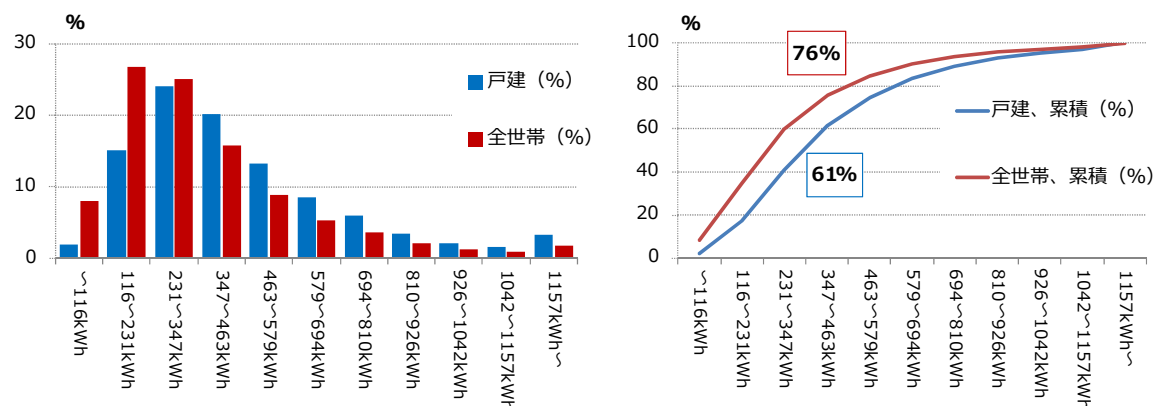 %
30
20
10
0
戸建（%）
全世帯（%）
～116kWh
116～231kWh
231～347kWh
347～463kWh
463～579kWh
579～694kWh
694～810kWh
810～926kWh
926～1042kWh
1042～1157kWh
1157kWh～
%
100
80
60
40
20
0
76%
61%
戸建、累積（%）
全世帯、累積（%）
～116kWh
116～231kWh
231～347kWh
347～463kWh
463～579kWh
579～694kWh
694～810kWh
810～926kWh
926～1042kWh
1042～1157kWh
1157kWh～